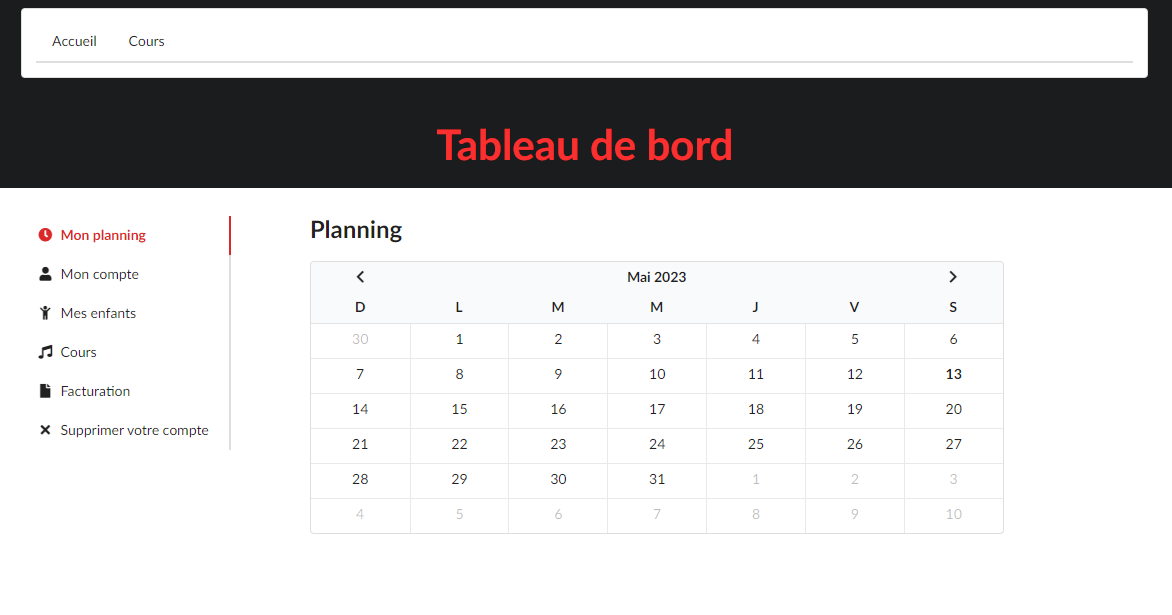 Accueil Cours
Tableau de bord
Mon planning
Mon compte
Mes enfants
Cours
Facturation
Supprimer votre compte
Planning
Mai 2023
D L M M J V S
30 1 2 3 4 5 6
7 8 9 10 11 12 13
14 15 16 17 18 19 20
21 22 23 24 25 26 27
28 29 30 31 1 2 3
4 5 6 7 8 9 10